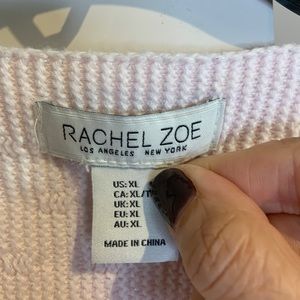 RACHEL ZOE
LOS ANGELES NEW YORK
US: XL
CA: XL/T
UK: XL
EU: XL
AU: XL
MADE IN CHINA